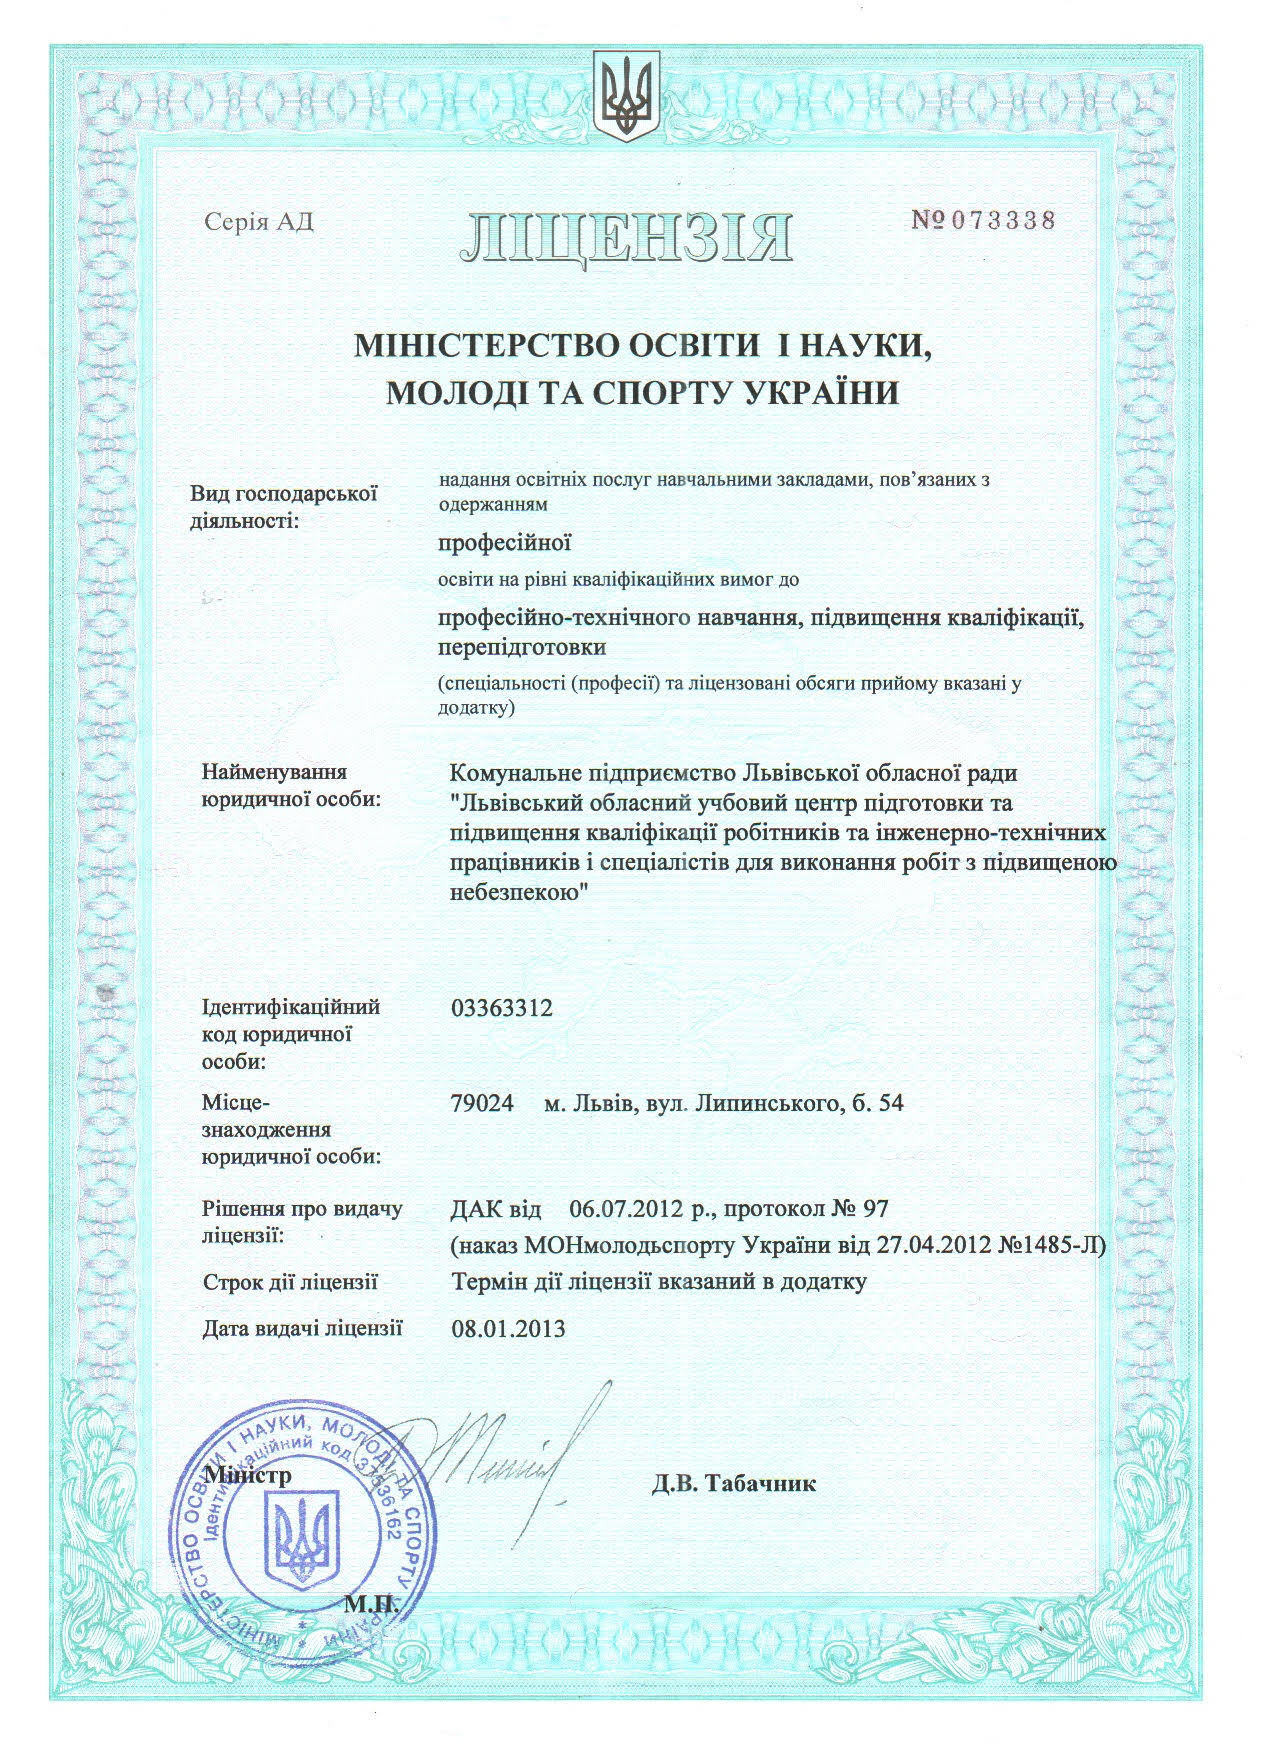 Серія АД
ЛІЦЕНЗІЯ
№073338
МІНІСТЕРСТВО ОСВІТИ І НАУКИ,
МОЛОДІ ТА СПОРТУ УКРАЇНИ
Вид господарської
діяльності:
надання освітніх послуг навчальними закладами, пов’язаних з
одержанням
професійної
освіти на рівні кваліфікаційних вимог до
професійно-технічного навчання, підвищення кваліфікації,
перепідготовки
(спеціальності (професії) та ліцензовані обсяги прийому вказані у
додатку)
Найменування
юридичної особи:
Комунальне підприємство Львівської обласної ради
"Львівський обласний учбовий центр підготовки та
підвищення кваліфікації робітників та інженерно-технічних
працівників і спеціалістів для виконання робіт з підвищеною
небезпекою"
Ідентифікаційний
код юридичної
особи:
03363312
Місце-
знаходження
юридичної особи:
79024 м. Львів, вул. Липинського, б. 54
Рішення про видачу
ліцензії:
ДАК від 06.07.2012 р., протокол № 97
(наказ МОНмолодьспорту України від 27.04.2012 №1485-Л)
Строк дії ліцензії
Термін дії ліцензії вказаний в додатку
Дата видачі ліцензії
08.01.2013
Міністр
Д.В. Табачник
М.П.
МІНІСТЕРСТВО ОСВІТИ І НАУКИ, МОЛОДІ ТА СПОРТУ УКРАЇНИ
Ідентифікаційний код 37536162